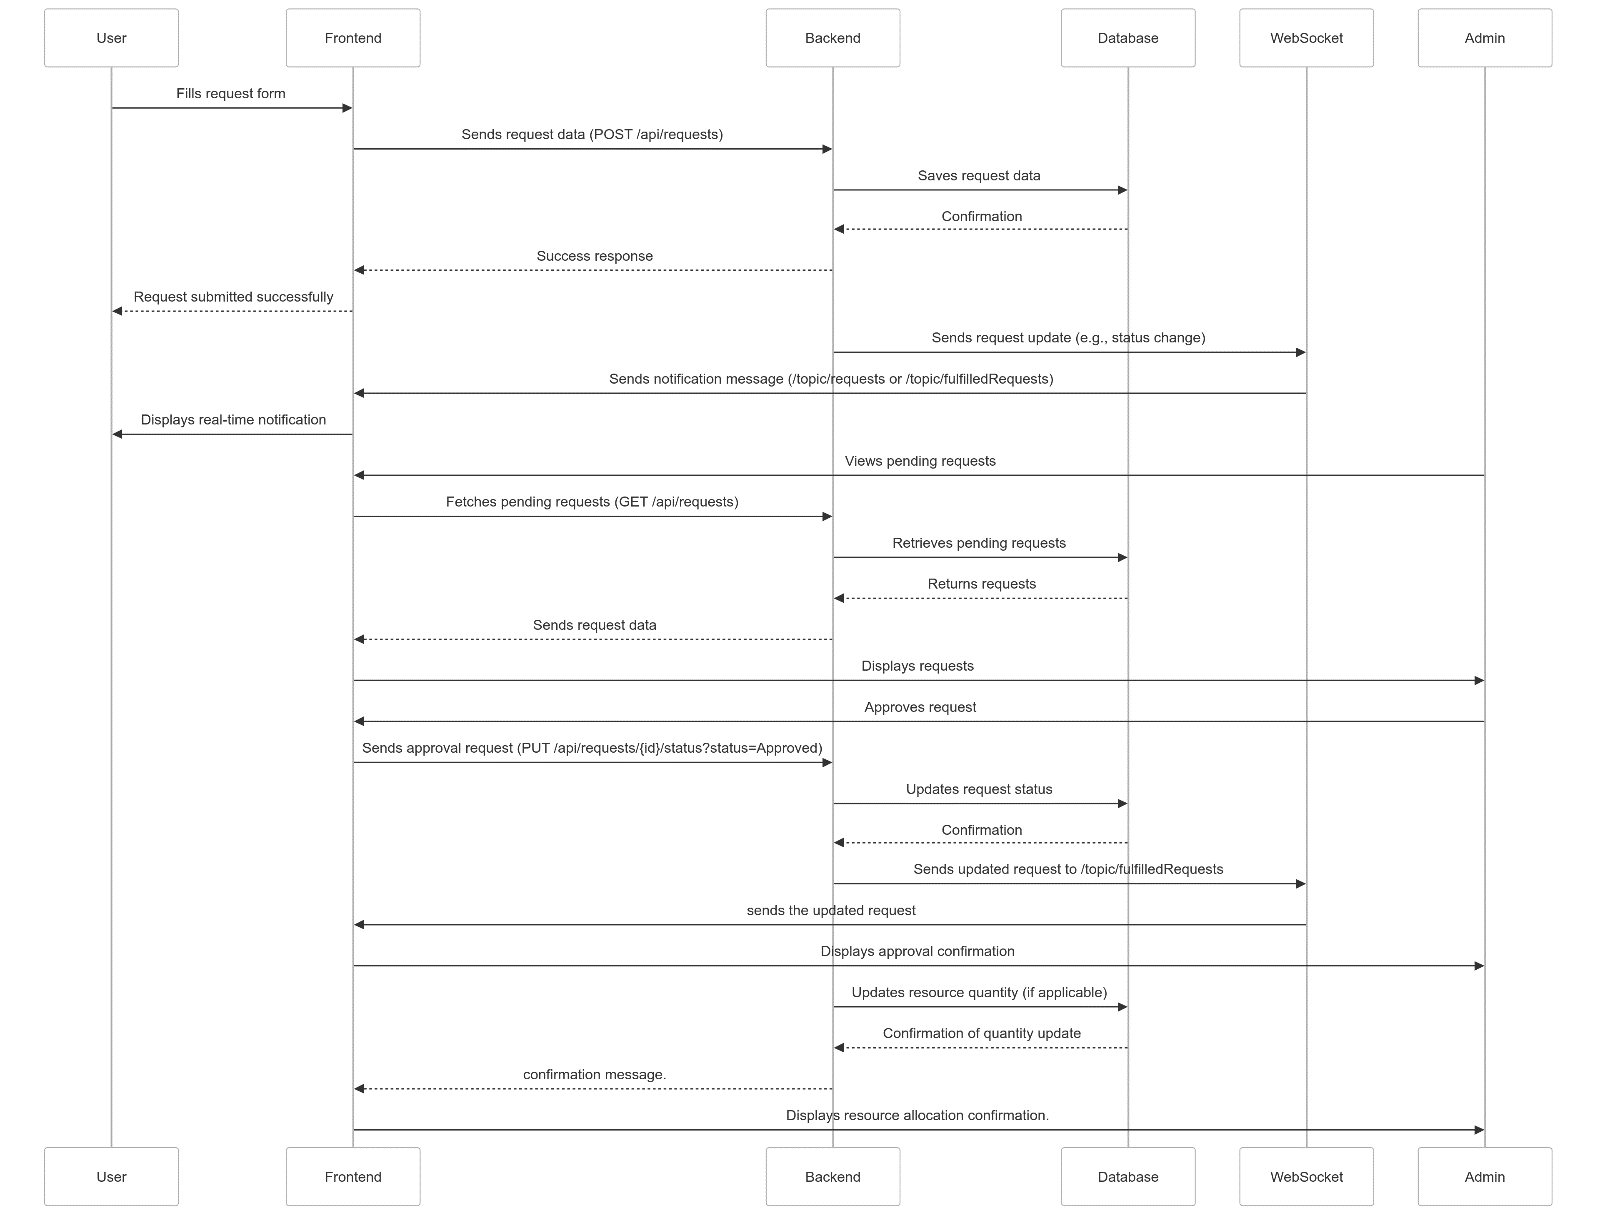 User
Frontend
Backend
Database
WebSocket
Admin
Fills request form
Sends request data (POST /api/requests)
Saves request data
Confirmation
Success response
Request submitted successfully
Sends request update (e.g., status change)
Sends notification message (/topic/requests or /topic/fulfilledRequests)
Displays real-time notification
Views pending requests
Fetches pending requests (GET /api/requests)
Retrieves pending requests
Returns requests
Sends request data
Displays requests
Approves request
Sends approval request (PUT /api/requests/{id}/status?status=Approved)
Updates request status
Confirmation
Sends updated request to /topic/fulfilledRequests
sends the updated request
Displays approval confirmation
Updates resource quantity (if applicable)
Confirmation of quantity update
confirmation message.
Displays resource allocation confirmation.
User
Frontend
Backend
Database
WebSocket
Admin